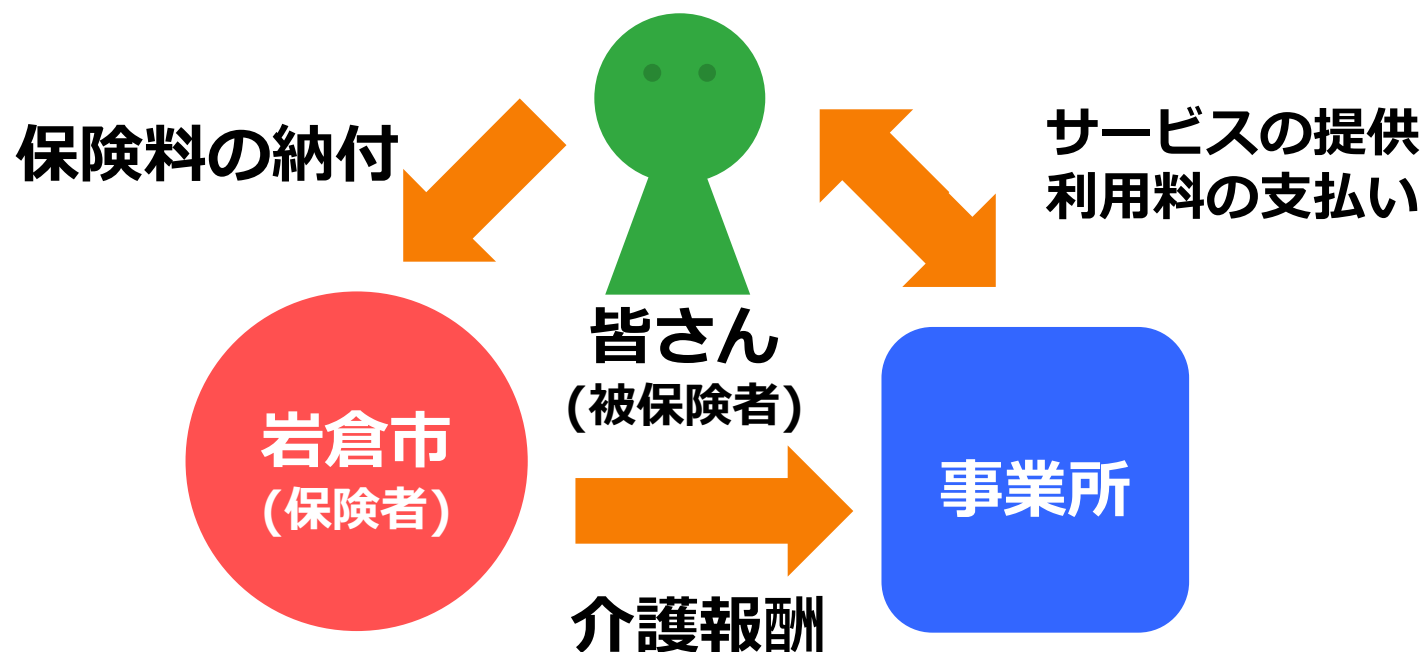 保険料の納付
サービスの提供
利用料の支払い
皆さん
(被保険者)
岩倉市
(保険者)
事業所
介護報酬